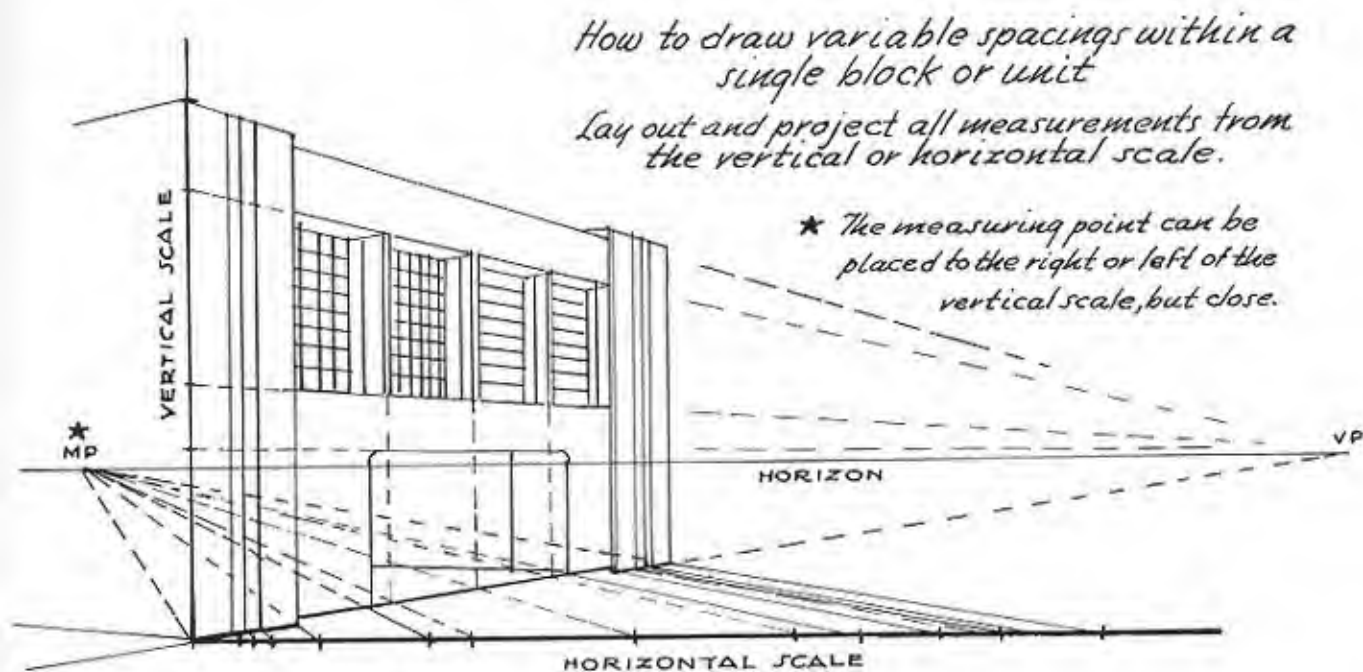 How to draw variable spacings within a
single block or unit
Lay out and project all measurements from
the vertical or horizontal scale.
★ The measuring point can be
placed to the right or left of the
vertical scale, but close.
VERTICAL SCALE
★
MP
VP
HORIZON
HORIZONTAL SCALE